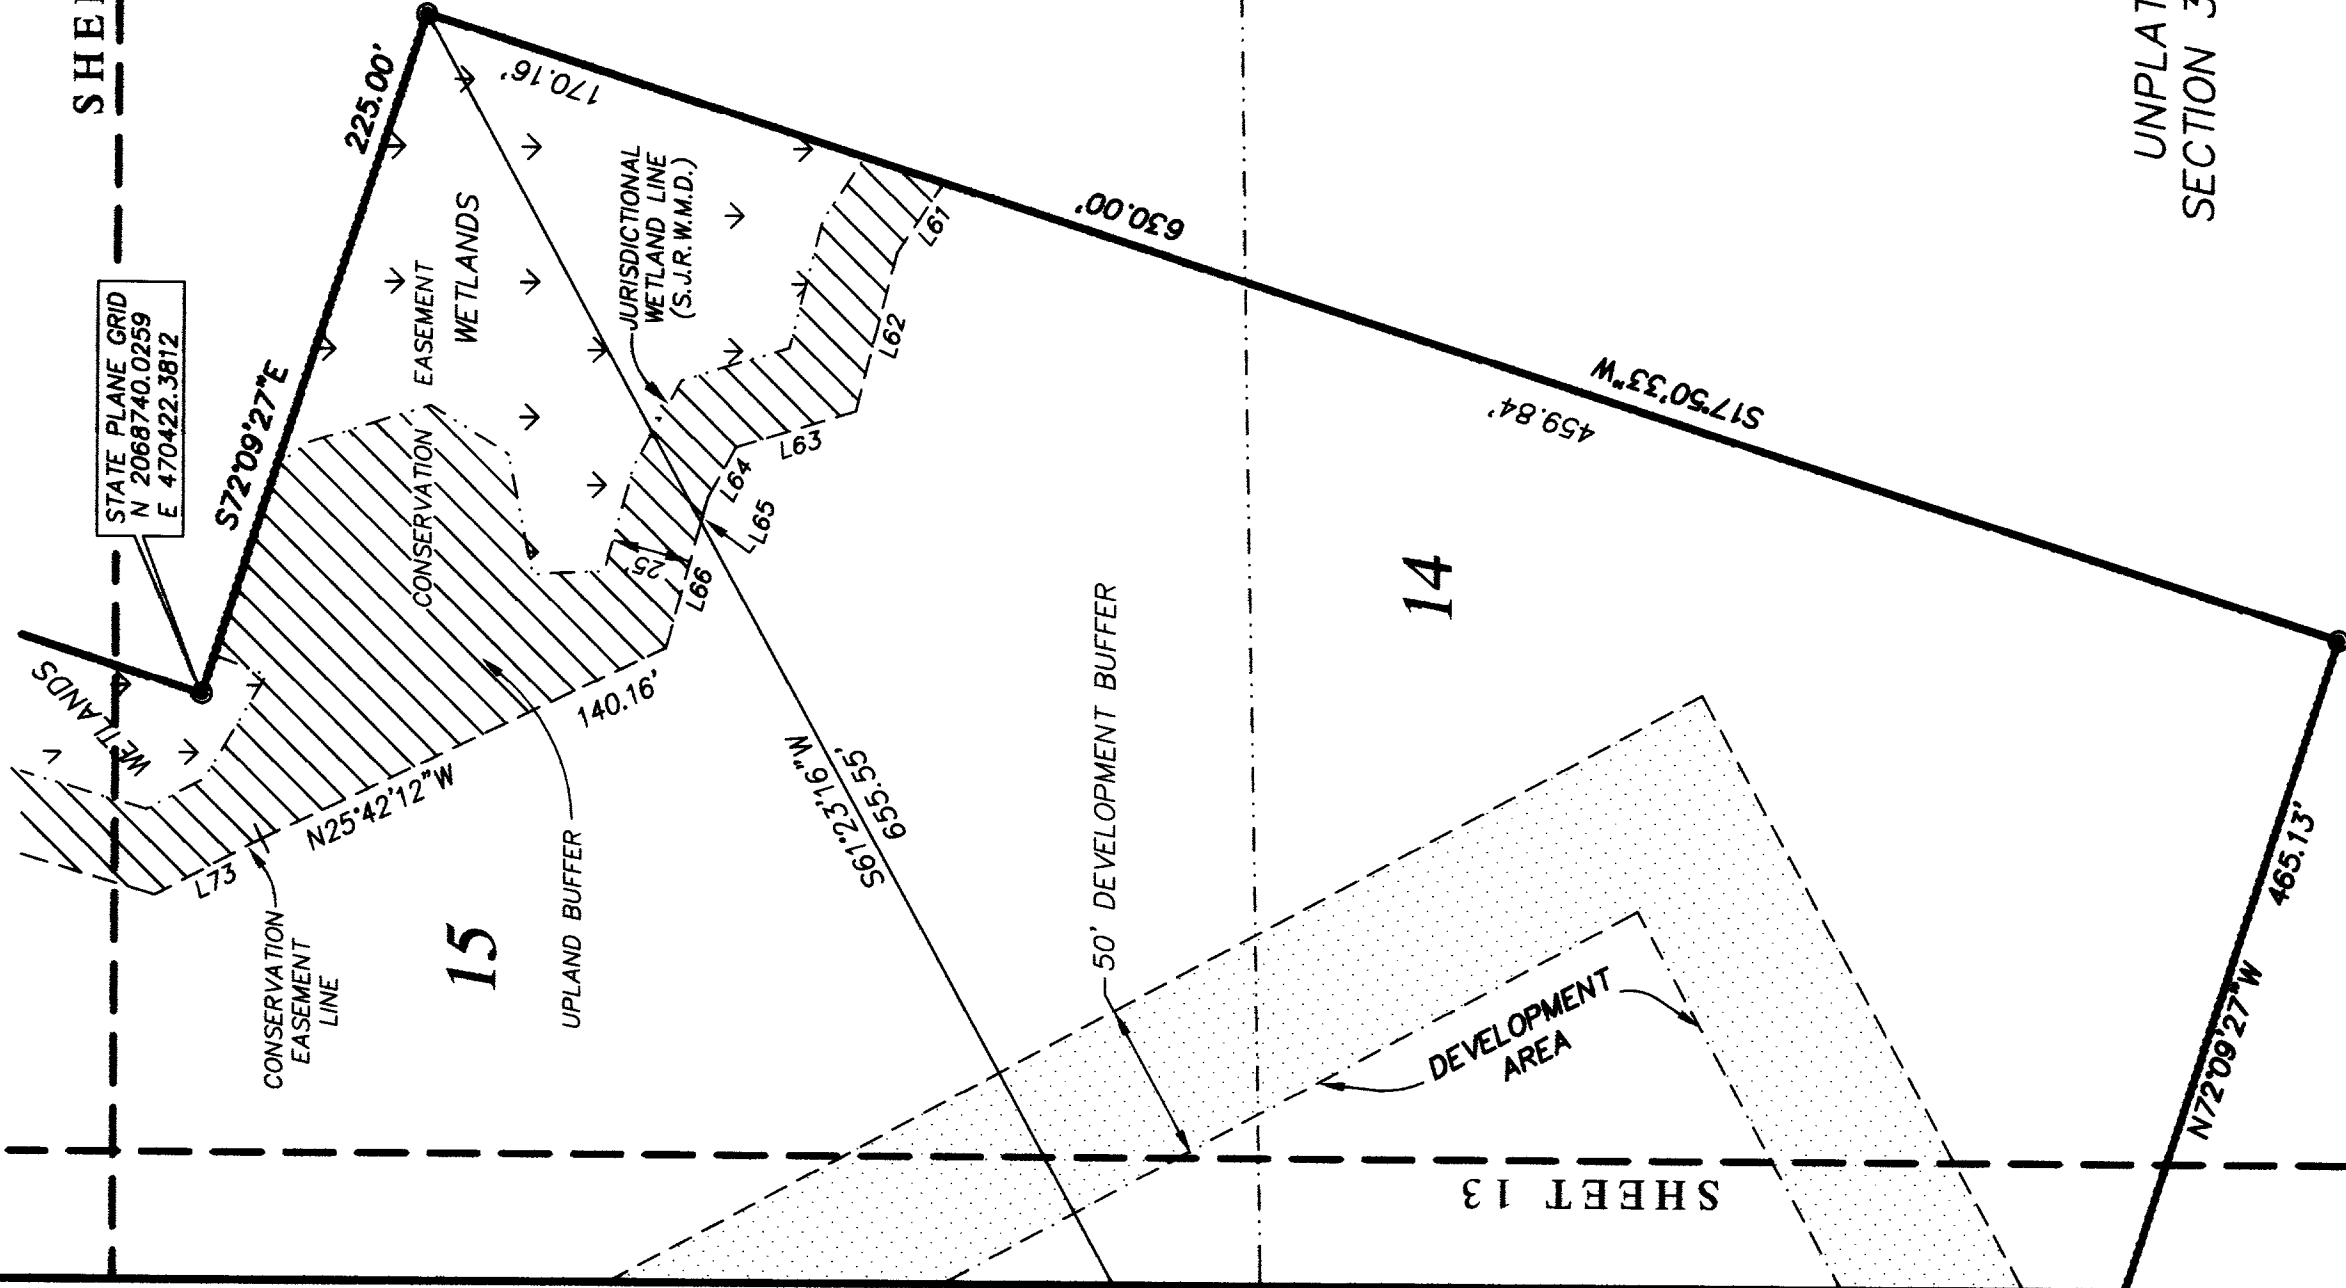 SHE
225.00'
170.16'
STATE PLANE GRID
N 2068740.0259
E 470422.3812
S72°09'27"E
CONSERVATION EASEMENT
WETLANDS
JURISDICTIONAL
WETLAND LINE
(S.J.R.W.M.D.)
L61
L62
L63
L64
L65
L66
25'
630.00'
S17°50'33"W
459.84'
UNPLAT
SECTION 3
WETLANDS
140.16'
N25°42'12"W
L73
CONSERVATION
EASEMENT
LINE
15
UPLAND BUFFER
S61°23'16"W
655.55'
50' DEVELOPMENT BUFFER
14
DEVELOPMENT
AREA
SHEET 13
465.13'
N72°09'27"W